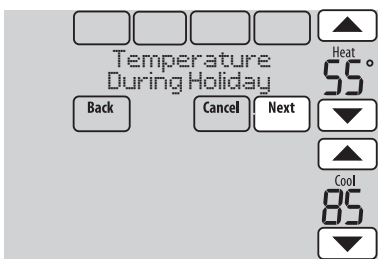 Temperature
During Holiday
Back Cancel Next
Heat
55°
Cool
85